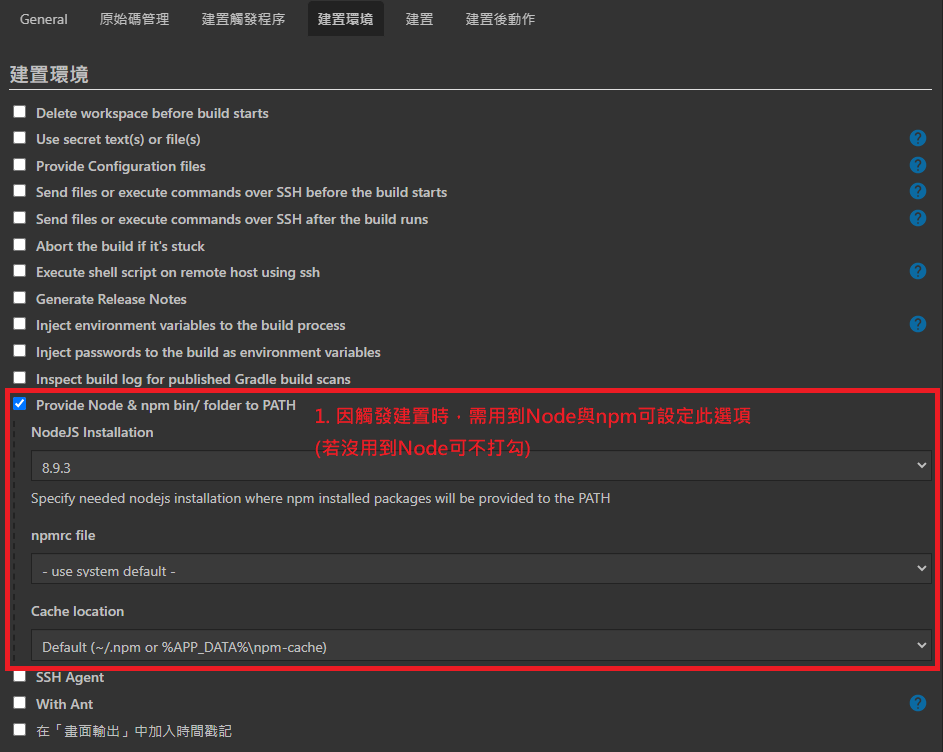 General 原始碼管理 建置觸發程序 建置環境 建置 建置後動作
建置環境
Delete workspace before build starts
Use secret text(s) or file(s)
Provide Configuration files
Send files or execute commands over SSH before the build starts
Send files or execute commands over SSH after the build runs
Abort the build if it's stuck
Execute shell script on remote host using ssh
Generate Release Notes
Inject environment variables to the build process
Inject passwords to the build as environment variables
Inspect build log for published Gradle build scans
Provide Node & npm bin/ folder to PATH
1. 因觸發建置時，需用到Node與npm可設定此選項
(若沒用到Node可不打勾)
NodeJS Installation
8.9.3
Specify needed nodejs installation where npm installed packages will be provided to the PATH
npmrc file
- use system default -
Cache location
Default (~/.npm or %APP_DATA%\npm-cache)
SSH Agent
With Ant
在「畫面輸出」中加入時間戳記